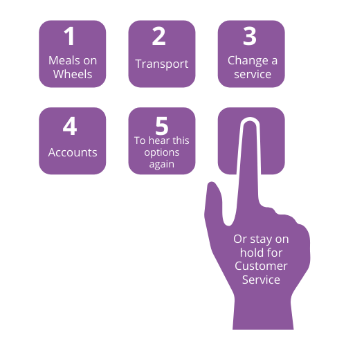 1
Meals on
Wheels
2
Transport
3
Change a
service
4
Accounts
5
To hear this
options
again
Or stay on
hold for
Customer
Service